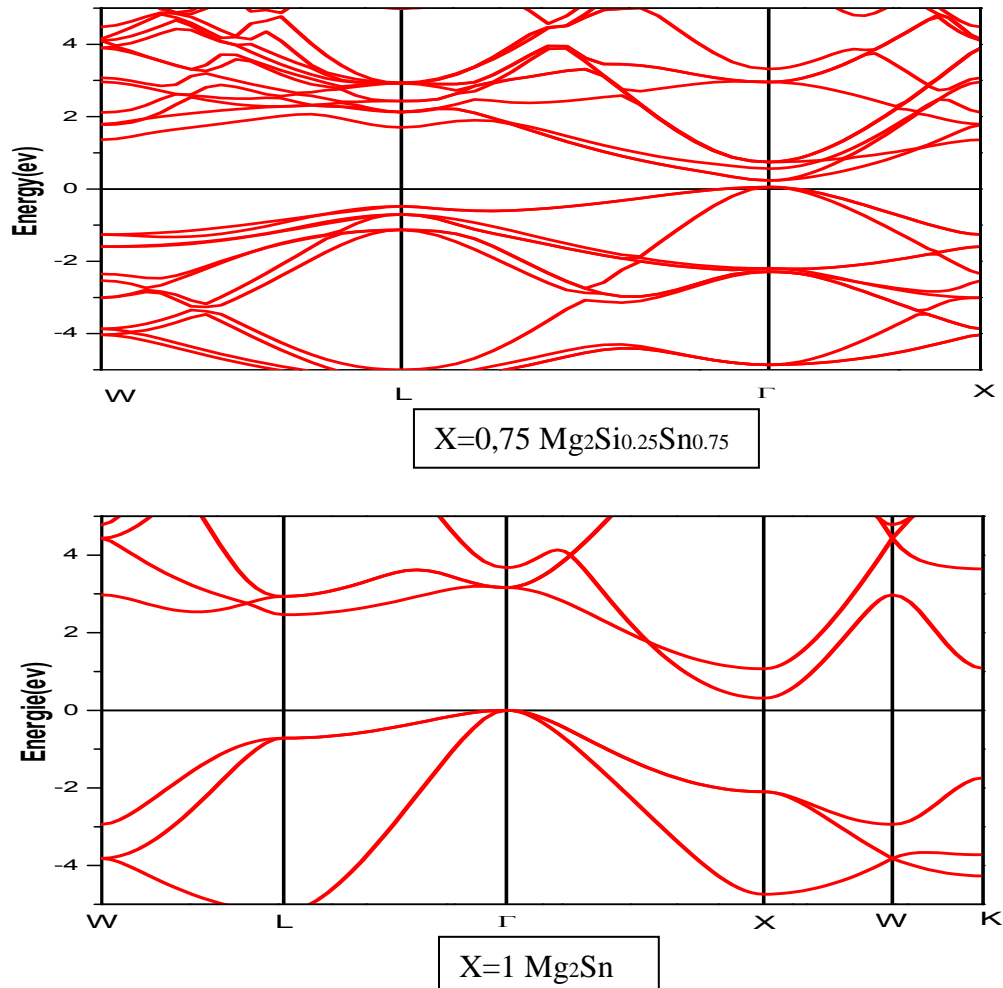 Energy(ev)
4
2
0
-2
-4
W L Γ X
X=0,75 Mg₂Si₀.₂₅Sn₀.₇₅
Energie(ev)
4
2
0
-2
-4
W L Γ X W K
X=1 Mg₂Sn